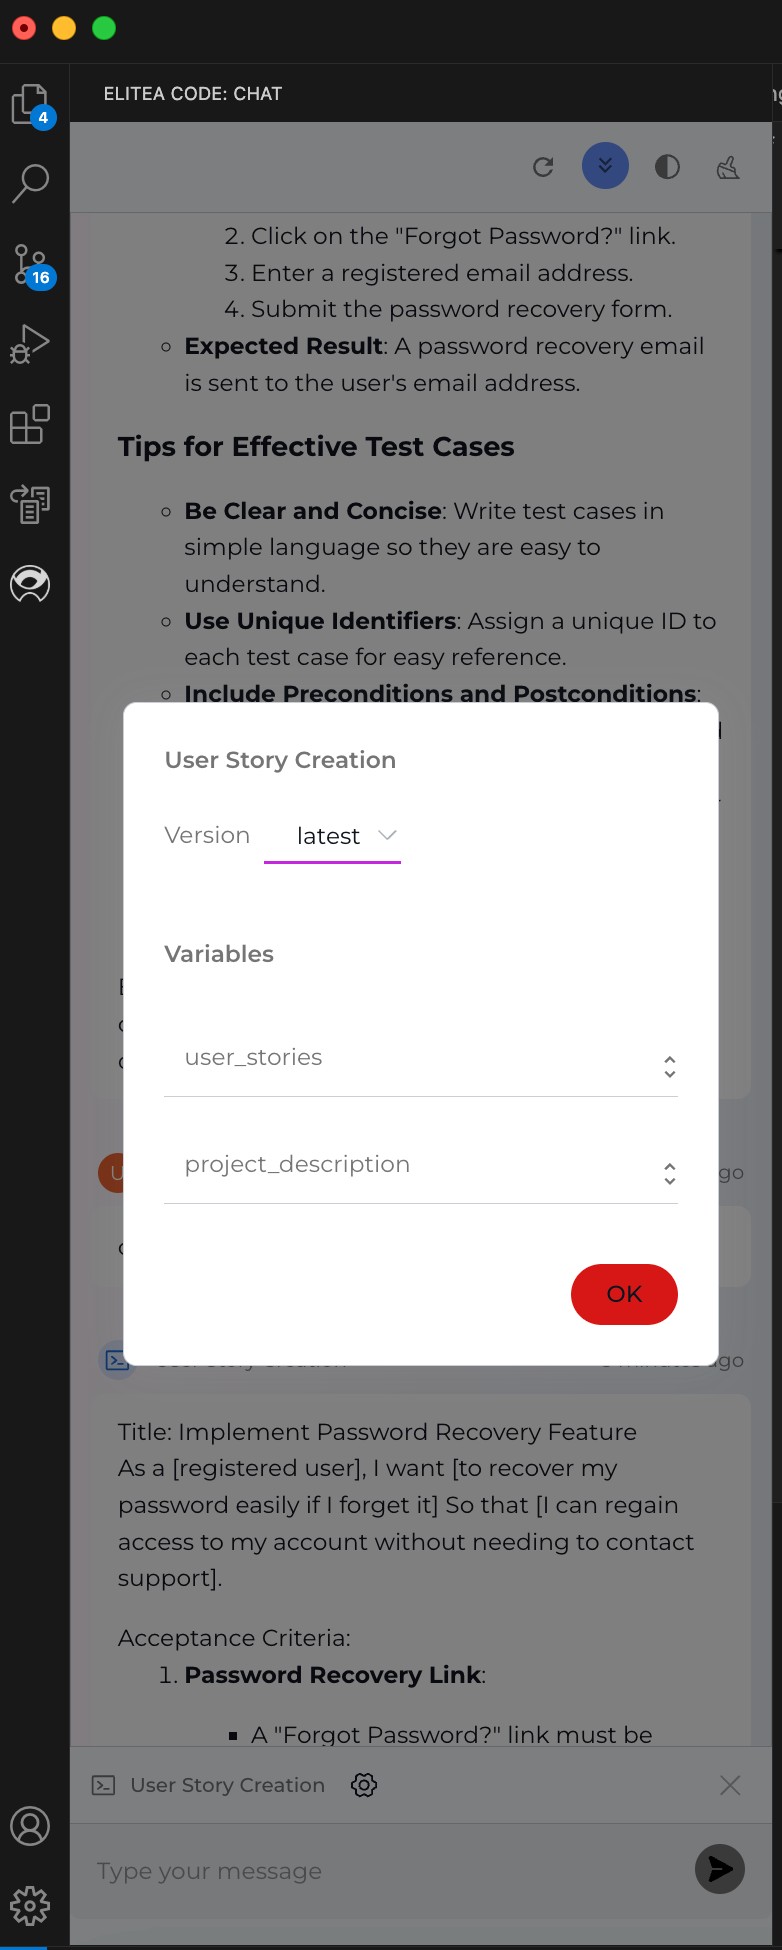 ELITEA CODE: CHAT
4
16
2. Click on the "Forgot Password?" link.
3. Enter a registered email address.
4. Submit the password recovery form.
Expected Result: A password recovery email
is sent to the user's email address.
Tips for Effective Test Cases
Be Clear and Concise: Write test cases in
simple language so they are easy to
understand.
Use Unique Identifiers: Assign a unique ID to
each test case for easy reference.
Include Preconditions and Postconditions:
User Story Creation
Version latest
Variables
user_stories
project_description
U
ago
OK
Title: Implement Password Recovery Feature
As a [registered user], I want [to recover my
password easily if I forget it] So that [I can regain
access to my account without needing to contact
support].
Acceptance Criteria:
1. Password Recovery Link:
A "Forgot Password?" link must be
User Story Creation
Type your message